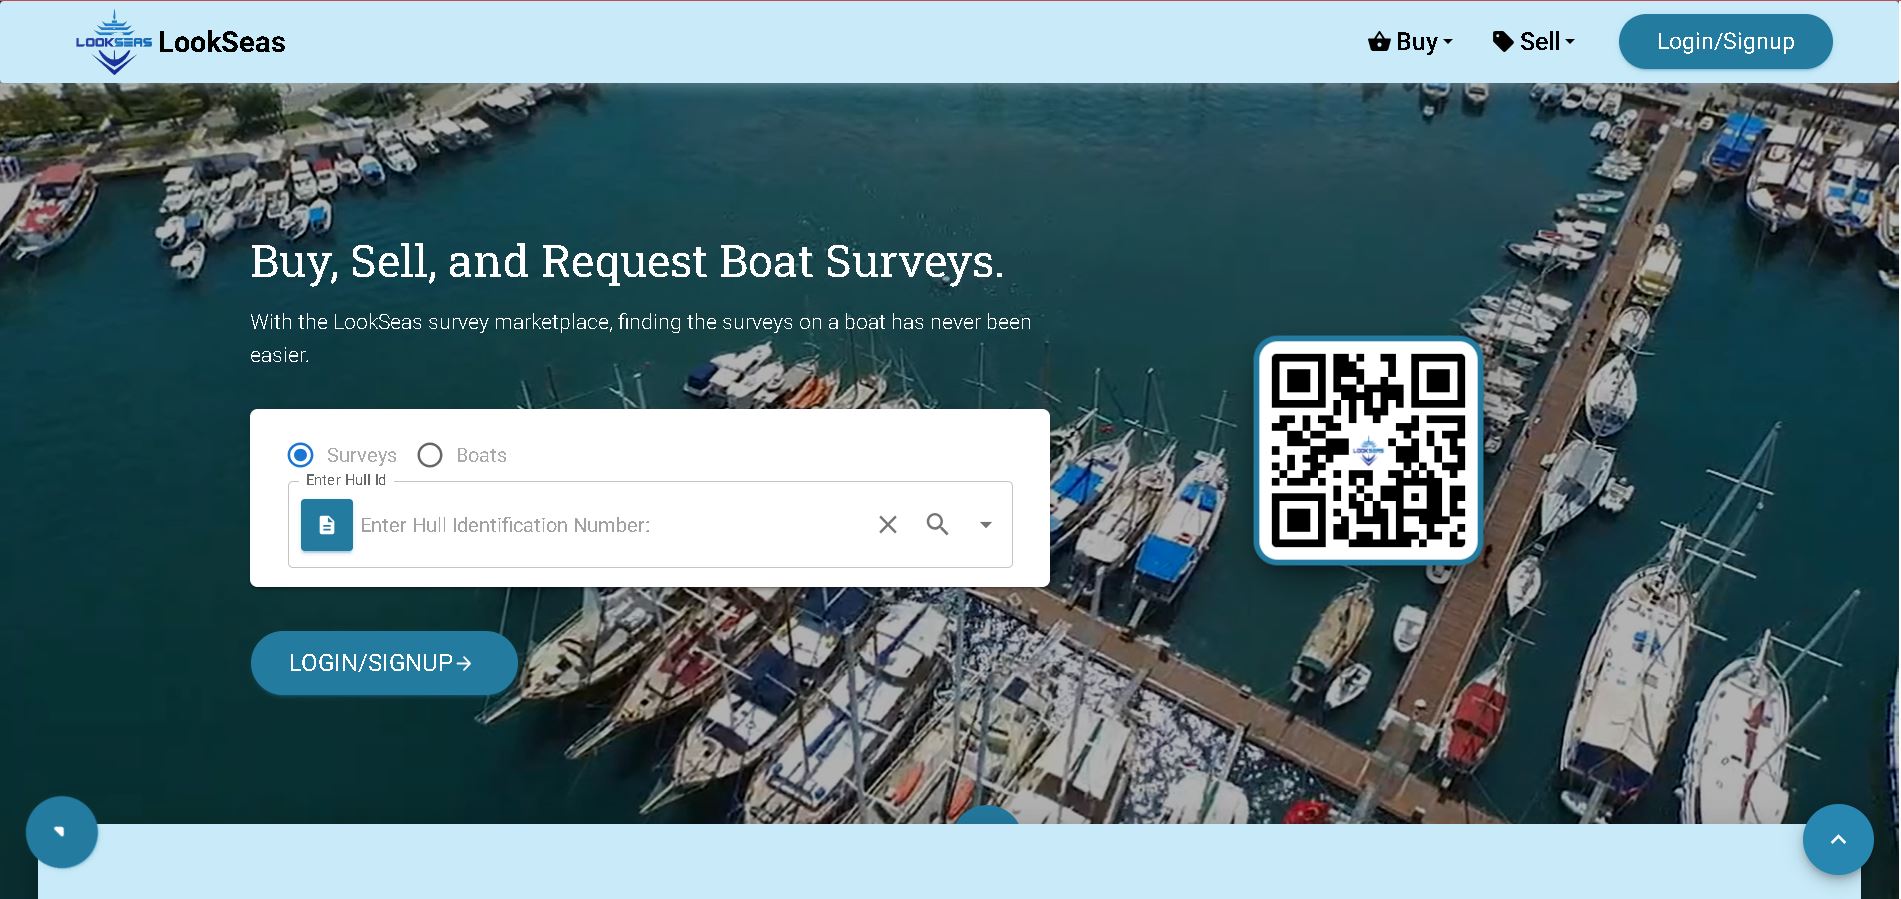 LOOKSEAS
LookSeas
Buy
Sell
Login/Signup
Buy, Sell, and Request Boat Surveys.
With the LookSeas survey marketplace, finding the surveys on a boat has never been
easier.
Surveys
Boats
Enter Hull Id
Enter Hull Identification Number:
LOOKSEAS
LOGIN/SIGNUP→